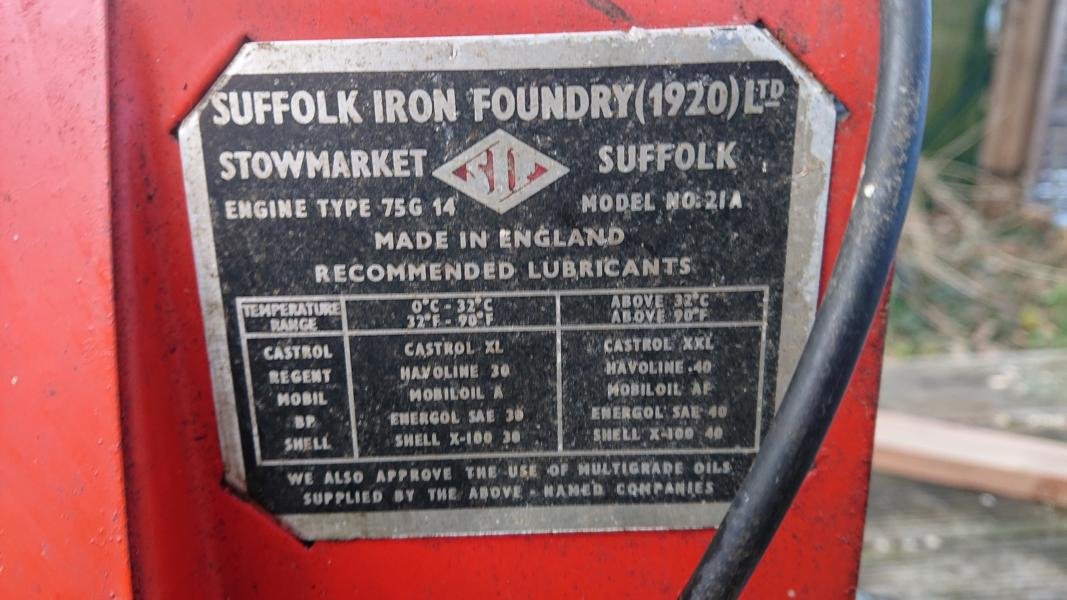 SUFFOLK IRON FOUNDRY (1920) LTD
STOWMARKET SIF SUFFOLK
ENGINE TYPE 75G 14 MODEL NO: 21A
MADE IN ENGLAND
RECOMMENDED LUBRICANTS
TEMPERATURE RANGE 0°C - 32°C ABOVE 32°C
32°F - 90°F ABOVE 90°F
CASTROL CASTROL XL CASTROL XXL
REGENT HAVOLINE 30 HAVOLINE 40
MOBIL MOBILOIL A MOBILOIL AF
BP ENERGOL SAE 30 ENERGOL SAE 40
SHELL SHELL X-100 30 SHELL X-100 40
WE ALSO APPROVE THE USE OF MULTIGRADE OILS
SUPPLIED BY THE ABOVE - NAMED COMPANIES